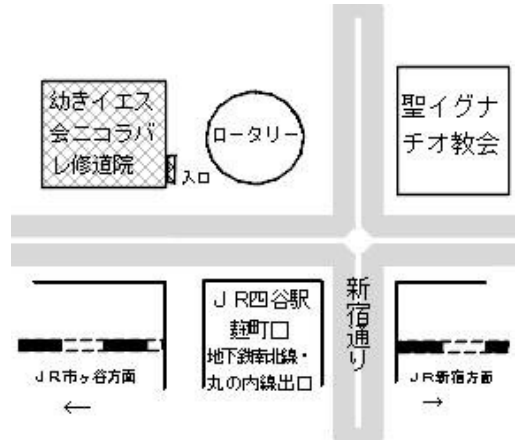 幼きイエス
会ニコラバ
レ修道院
入口
ロータリー
聖イグナ
チオ教会
新宿通り
JR四谷駅
麹町口
地下鉄南北線・
丸の内線出口
JR市ヶ谷方面
←
JR新宿方面
→